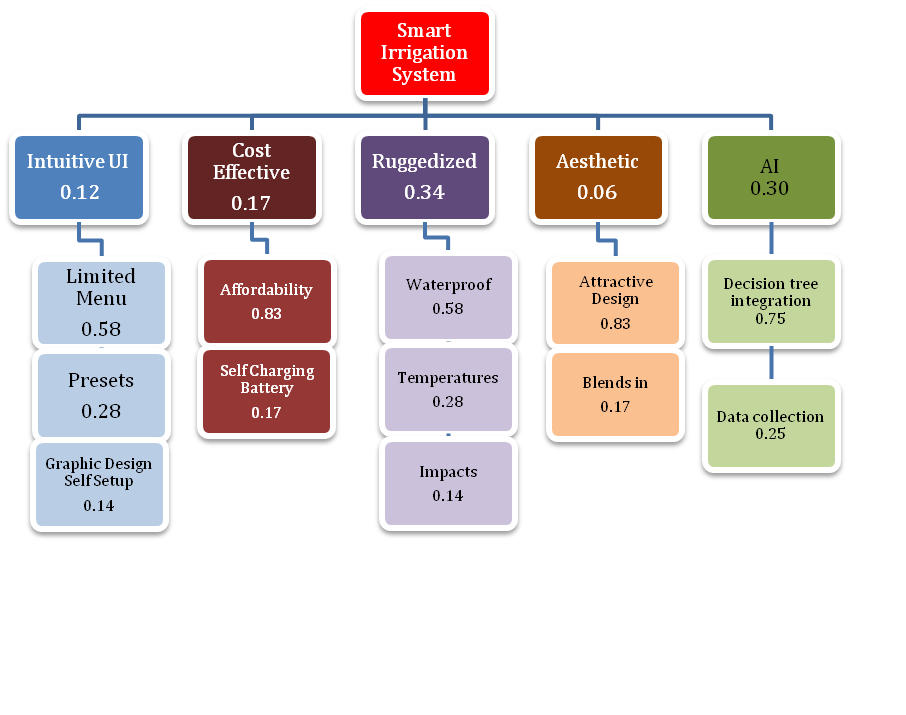 Smart
Irrigation
System
Intuitive UI
0.12
Cost
Effective
0.17
Ruggedized
0.34
Aesthetic
0.06
AI
0.30
Limited
Menu
0.58
Presets
0.28
Graphic Design
Self Setup
0.14
Affordability
0.83
Self Charging
Battery
0.17
Waterproof
0.58
Temperatures
0.28
Impacts
0.14
Attractive
Design
0.83
Blends in
0.17
Decision tree
integration
0.75
Data collection
0.25